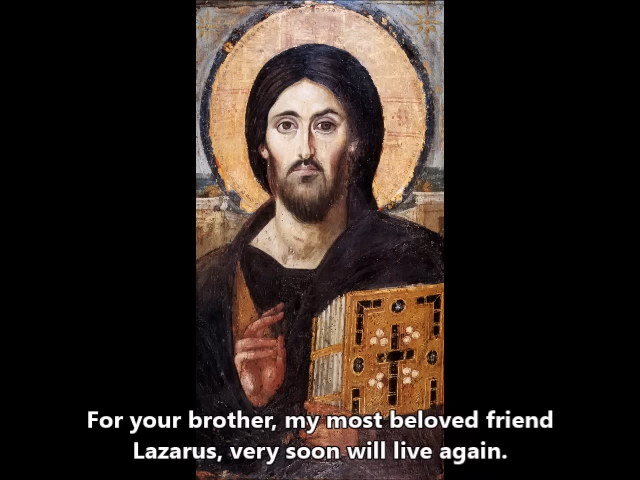 For your brother, my most beloved friend
Lazarus, very soon will live again.